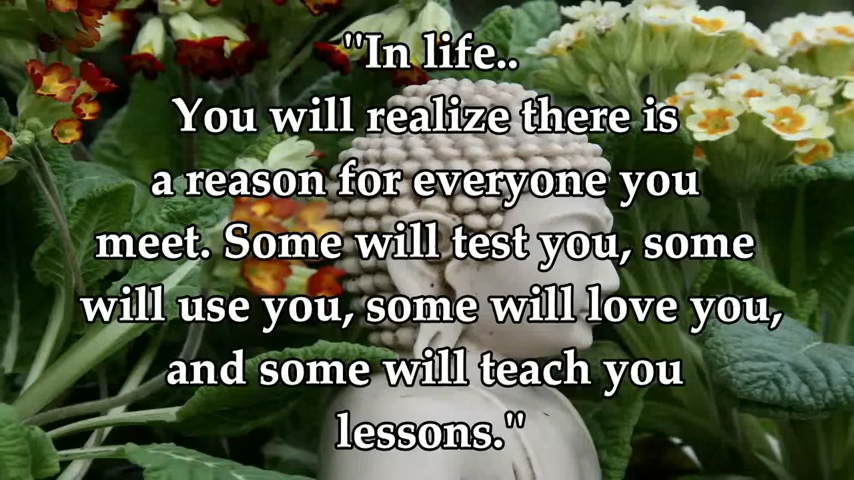 "In life..
You will realize there is
a reason for everyone you
meet. Some will test you, some
will use you, some will love you,
and some will teach you
lessons."